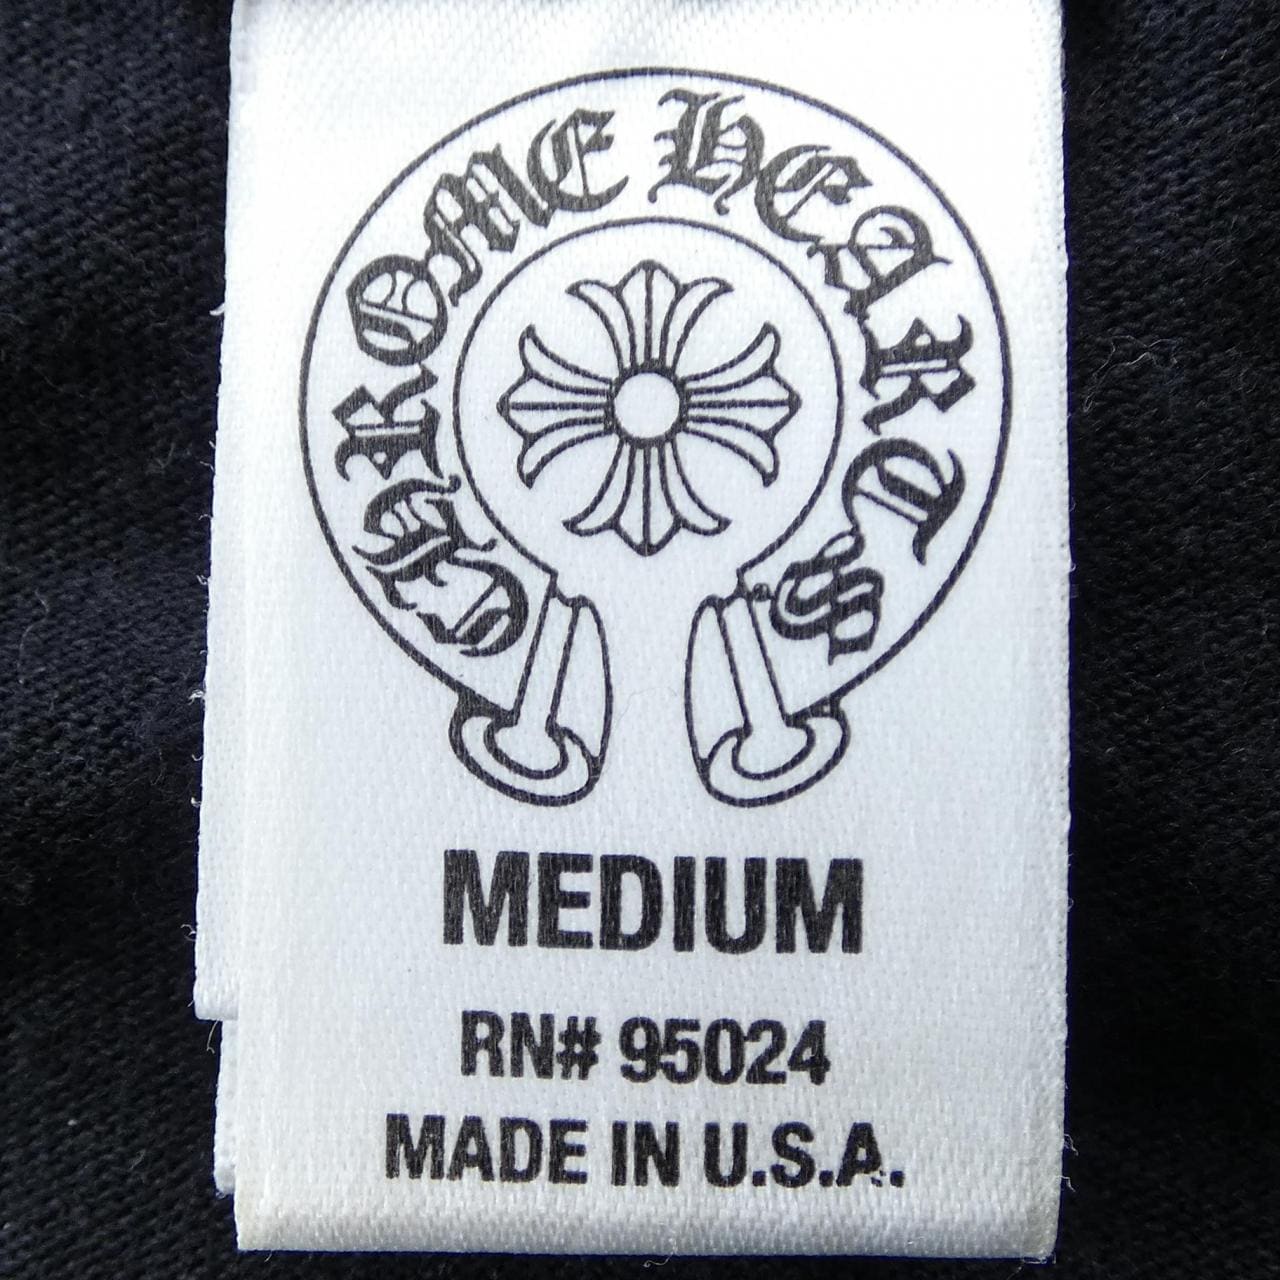 CHROME HEARTS
MEDIUM
RN# 95024
MADE IN U.S.A.